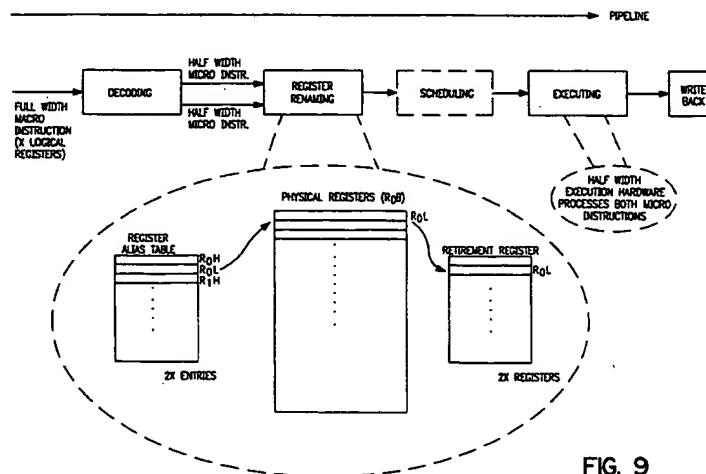 PIPELINE
HALF WIDTH
MICRO INSTR.
DECODING
HALF WIDTH
MICRO INSTR.
REGISTER
RENAMING
SCHEDULING
EXECUTING
WRITE
BACK
FULL WIDTH
MACRO
INSTRUCTION
(X LOGICAL
REGISTERS)
HALF WIDTH
EXECUTION HARDWARE
PROCESSES BOTH MICRO
INSTRUCTIONS
PHYSICAL REGISTERS (ROB)
R0L
REGISTER
ALIAS TABLE
R0H
R0L
R1H
RETIREMENT REGISTER
R0L
2X ENTRIES
2X REGISTERS
FIG. 9